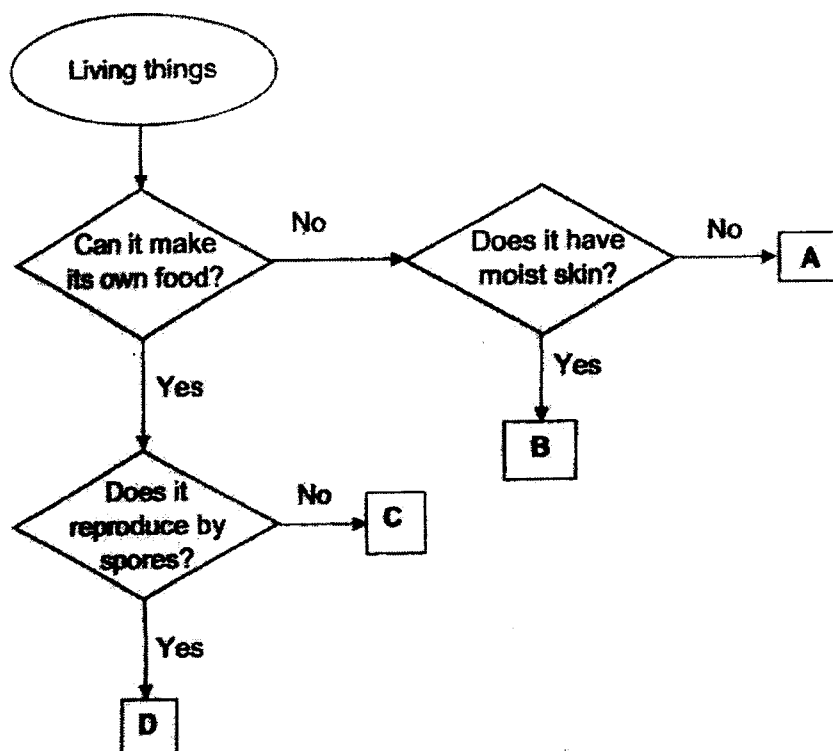 Living things
Can it make
its own food?
No
Does it have
moist skin?
No
A
Yes
Yes
B
Does it
reproduce by
spores?
No
C
Yes
D